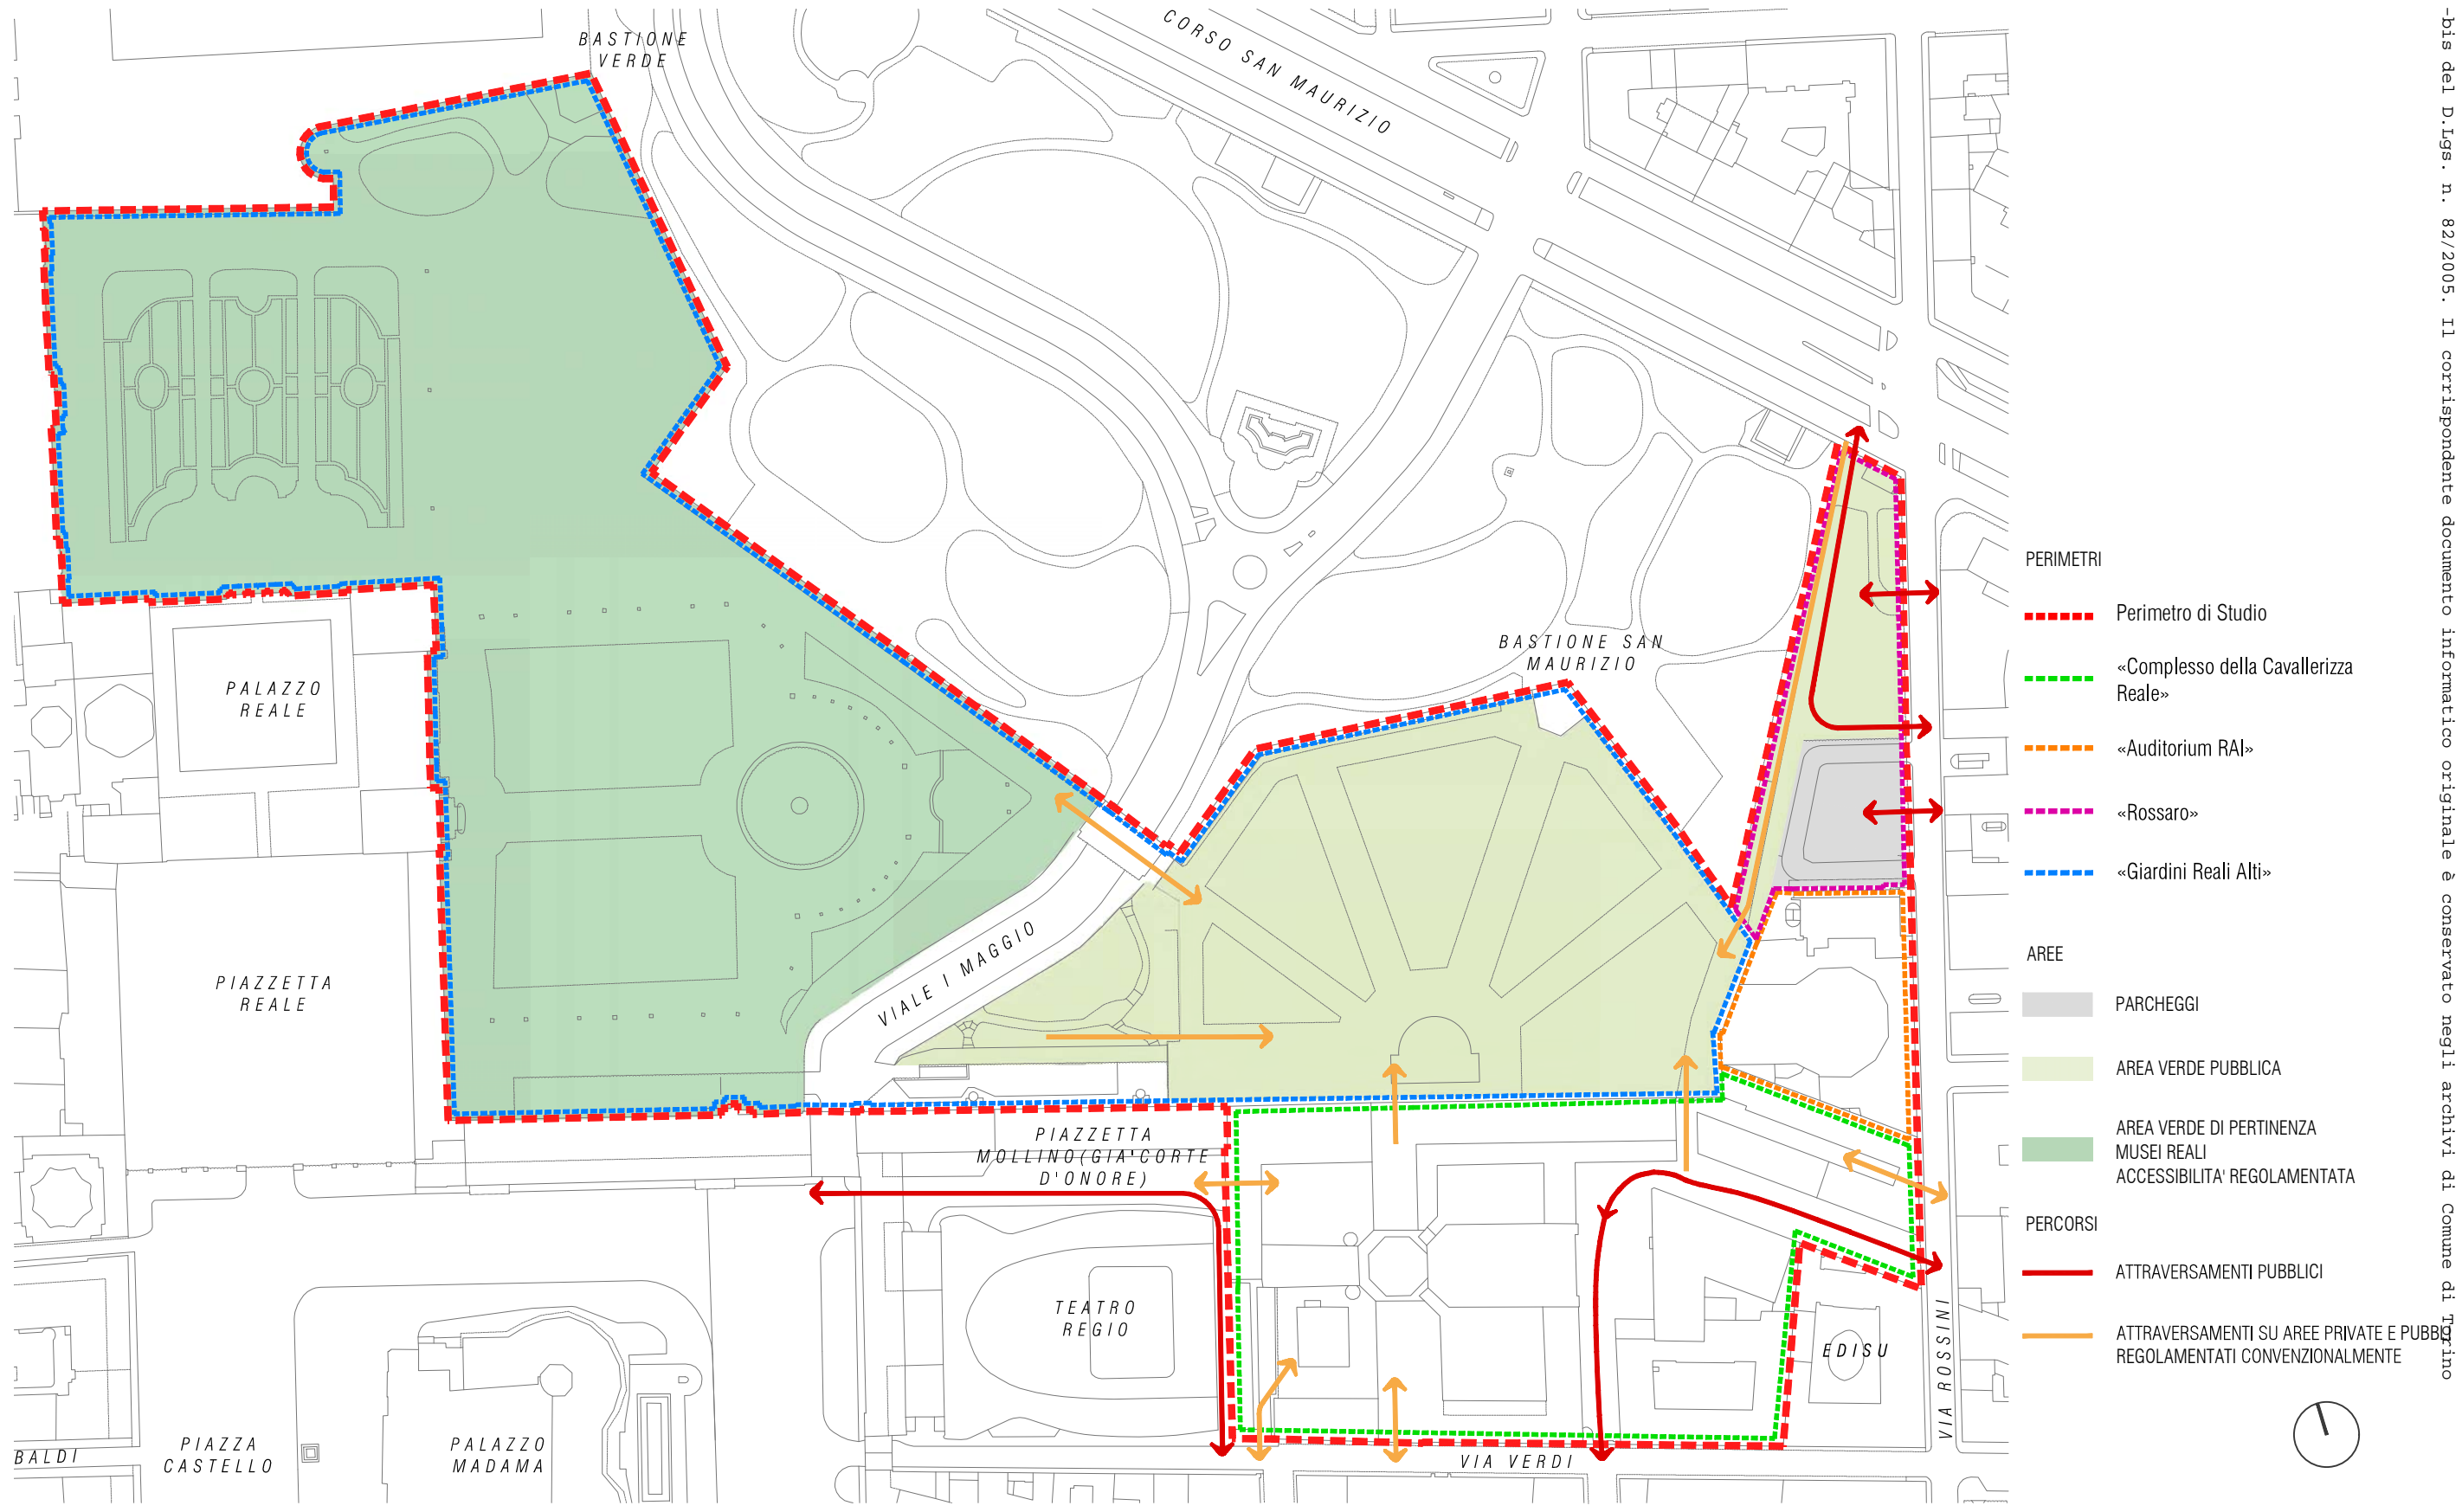 BASTIONE
VERDE
CORSO SAN MAURIZIO
BASTIONE SAN
MAURIZIO
PALAZZO
REALE
PIAZZETTA
REALE
VIALE I MAGGIO
PIAZZETTA
MOLLINO(GIA'CORTE
D'ONORE)
TEATRO
REGIO
EDISU
VIA ROSSINI
VIA VERDI
BALDI
PIAZZA
CASTELLO
PALAZZO
MADAMA
PERIMETRI
Perimetro di Studio
«Complesso della Cavallerizza
Reale»
«Auditorium RAI»
«Rossaro»
«Giardini Reali Alti»
AREE
PARCHEGGI
AREA VERDE PUBBLICA
AREA VERDE DI PERTINENZA
MUSEI REALI
ACCESSIBILITA' REGOLAMENTATA
PERCORSI
ATTRAVERSAMENTI PUBBLICI
ATTRAVERSAMENTI SU AREE PRIVATE E
REGOLAMENTATI CONVENZIONALMENTE
-bis del D.Lgs. n. 82/2005. Il corrispondente documento informatico originale è conservato negli archivi di Comune di Torino